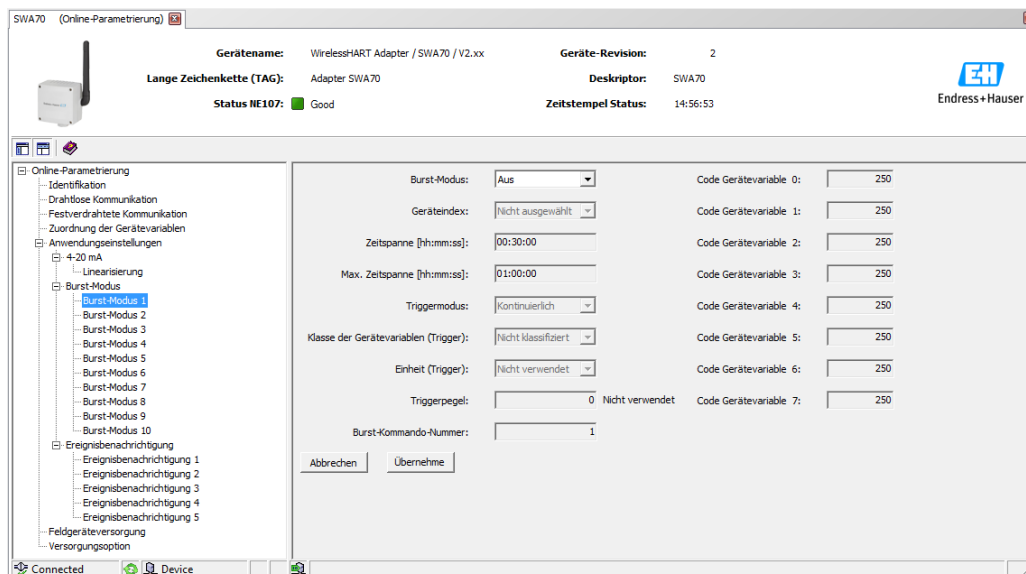 SWA70 (Online-Parametrierung)
Gerätename: WirelessHART Adapter / SWA70 / V2.xx Geräte-Revision: 2
Lange Zeichenkette (TAG): Adapter SWA70 Deskriptor: SWA70
Status NE107: Good Zeitstempel Status: 14:56:53
EH
Endress+Hauser
Online-Parametrierung
Identifikation
Drahtlose Kommunikation
Festverdrahtete Kommunikation
Zuordnung der Gerätevariablen
Anwendungseinstellungen
4-20 mA
Linearisierung
Burst-Modus
Burst-Modus 1
Burst-Modus 2
Burst-Modus 3
Burst-Modus 4
Burst-Modus 5
Burst-Modus 6
Burst-Modus 7
Burst-Modus 8
Burst-Modus 9
Burst-Modus 10
Ereignisbenachrichtigung
Ereignisbenachrichtigung 1
Ereignisbenachrichtigung 2
Ereignisbenachrichtigung 3
Ereignisbenachrichtigung 4
Ereignisbenachrichtigung 5
Feldgeräteversorgung
Versorgungsoption
Burst-Modus: Aus Code Gerätevariable 0: 250
Geräteindex: Nicht ausgewählt Code Gerätevariable 1: 250
Zeitspanne [hh:mm:ss]: 00:30:00 Code Gerätevariable 2: 250
Max. Zeitspanne [hh:mm:ss]: 01:00:00 Code Gerätevariable 3: 250
Triggermodus: Kontinuierlich Code Gerätevariable 4: 250
Klasse der Gerätevariablen (Trigger): Nicht klassifiziert Code Gerätevariable 5: 250
Einheit (Trigger): Nicht verwendet Code Gerätevariable 6: 250
Triggerpegel: 0 Nicht verwendet Code Gerätevariable 7: 250
Burst-Kommando-Nummer: 1
Abbrechen Übernehme
Connected Device